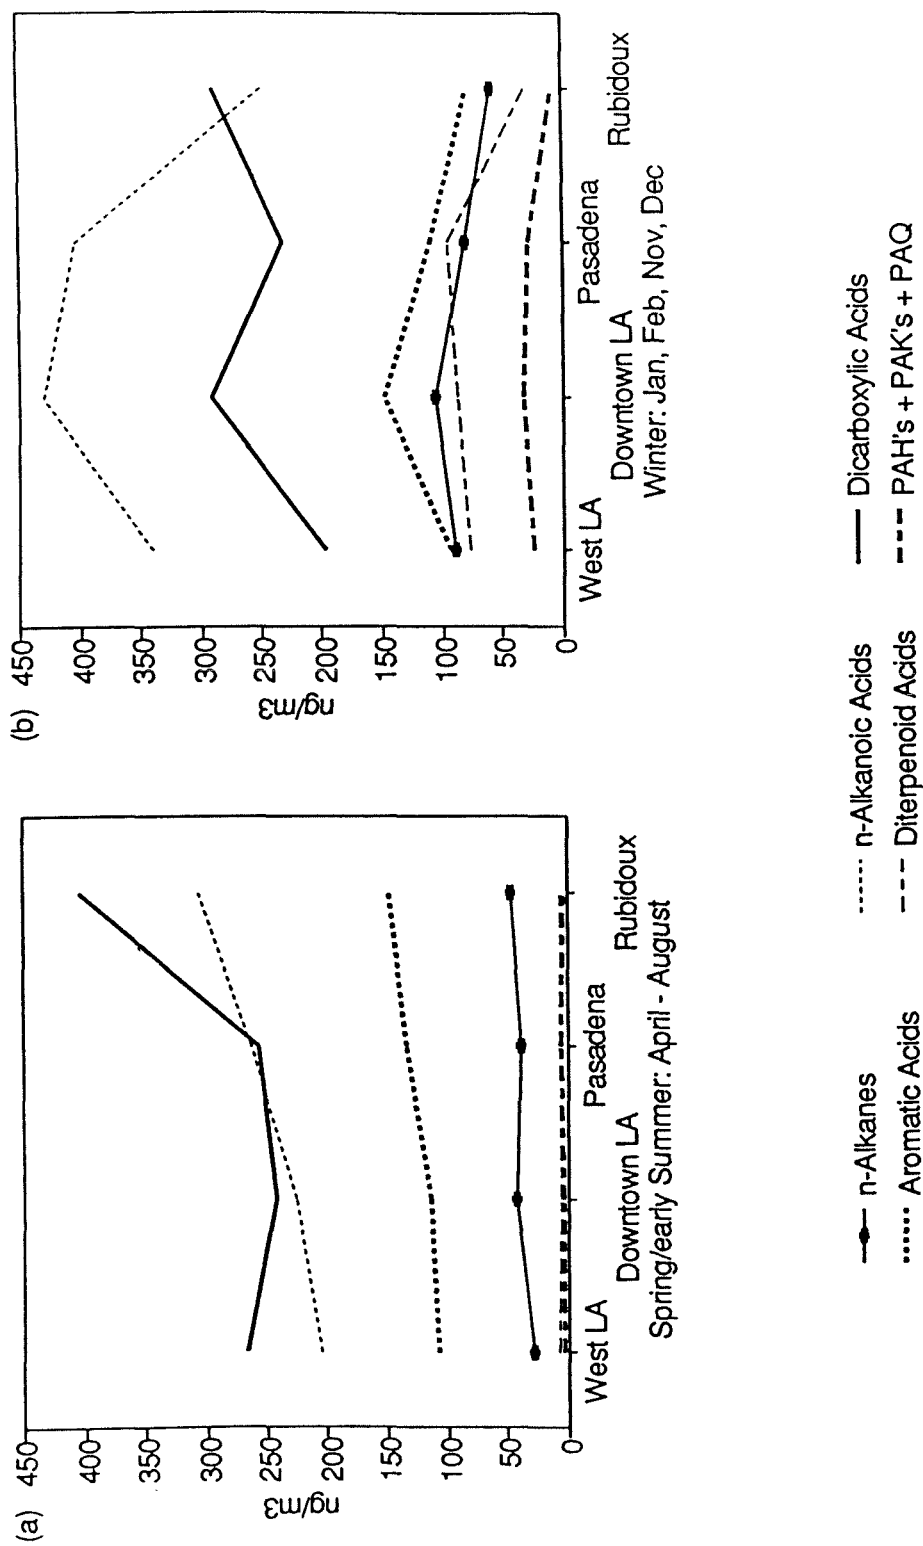 (a)
450
400
350
300
250
200
150
100
50
0
ng/m3
West LA
Downtown LA
Pasadena
Rubidoux
Spring/early Summer: April - August
(b)
450
400
350
300
250
200
150
100
50
0
ng/m3
West LA
Downtown LA
Pasadena
Rubidoux
Winter: Jan, Feb, Nov, Dec
n-Alkanes
n-Alkanoic Acids
Dicarboxylic Acids
Aromatic Acids
Diterpenoid Acids
PAH's + PAK's + PAQ